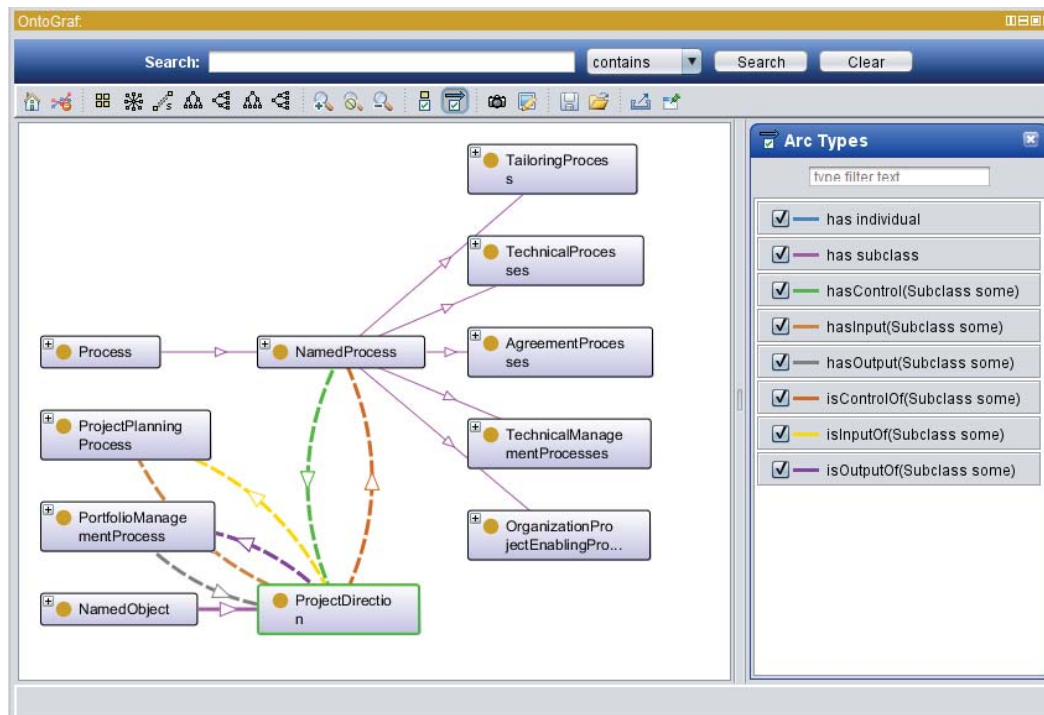 OntoGraf:
Search:
contains
Search
Clear
TailoringProces
s
TechnicalProces
ses
Process
NamedProcess
AgreementProces
ses
ProjectPlanning
Process
TechnicalManage
mentProcesses
PortfolioManage
mentProcess
OrganizationPro
jectEnablingPro...
NamedObject
ProjectDirectio
n
Arc Types
type filter text
has individual
has subclass
hasControl(Subclass some)
hasInput(Subclass some)
hasOutput(Subclass some)
isControlOf(Subclass some)
isInputOf(Subclass some)
isOutputOf(Subclass some)